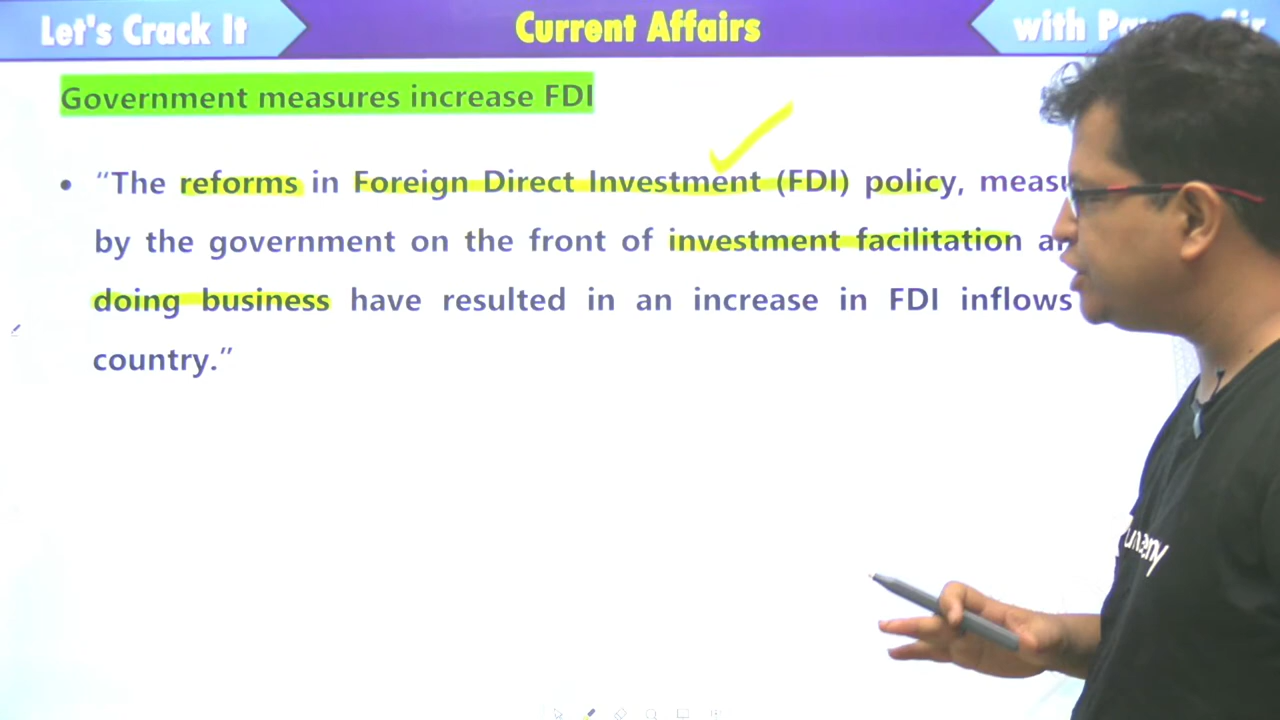 Let's Crack It
Current Affairs
with
Government measures increase FDI
• “The reforms in Foreign Direct Investment (FDI) policy,
by the government on the front of investment facilitation
doing business have resulted in an increase in FDI inflows
country.”